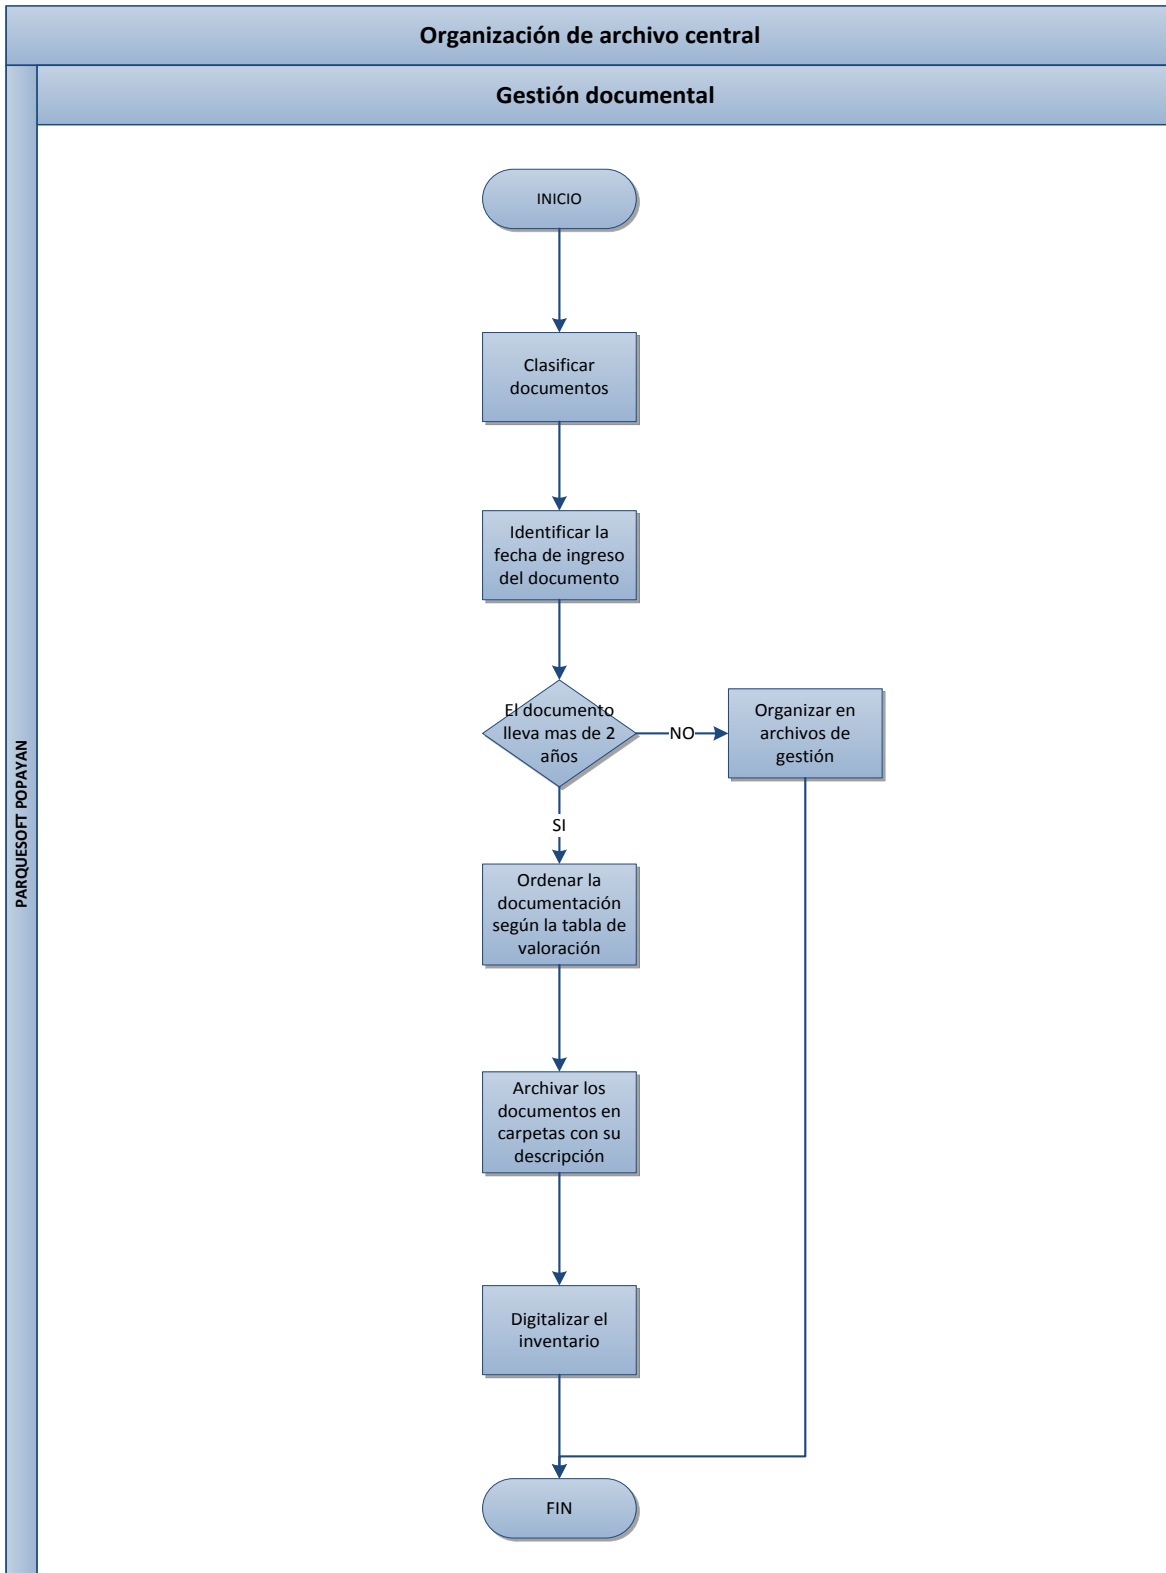 Organización de archivo central
Gestión documental
PARQUESOFT POPAYAN
INICIO
Clasificar
documentos
Identificar la
fecha de ingreso
del documento
El documento
lleva mas de 2
años
NO
Organizar en
archivos de
gestión
SI
Ordenar la
documentación
según la tabla de
valoración
Archivar los
documentos en
carpetas con su
descripción
Digitalizar el
inventario
FIN